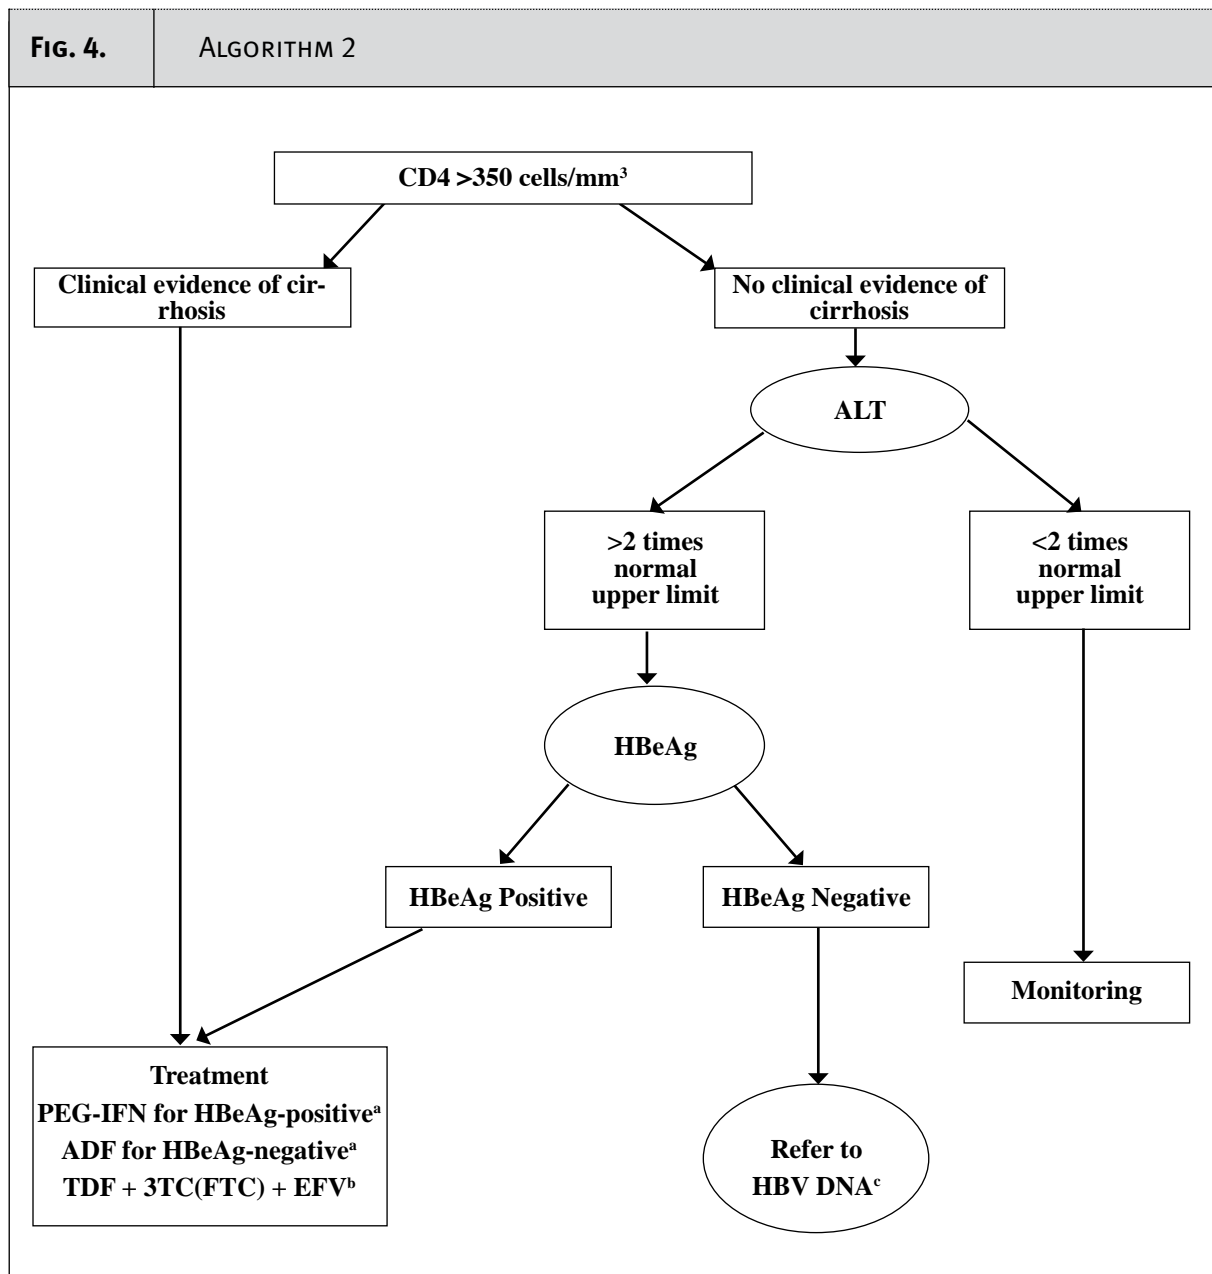 Fig. 4.
Algorithm 2
CD4 >350 cells/mm³
Clinical evidence of cir-
rhosis
No clinical evidence of
cirrhosis
ALT
>2 times
normal
upper limit
<2 times
normal
upper limit
HBeAg
HBeAg Positive
HBeAg Negative
Monitoring
Treatment
PEG-IFN for HBeAg-positiveᵃ
ADF for HBeAg-negativeᵃ
TDF + 3TC(FTC) + EFVᵇ
Refer to
HBV DNAᶜ